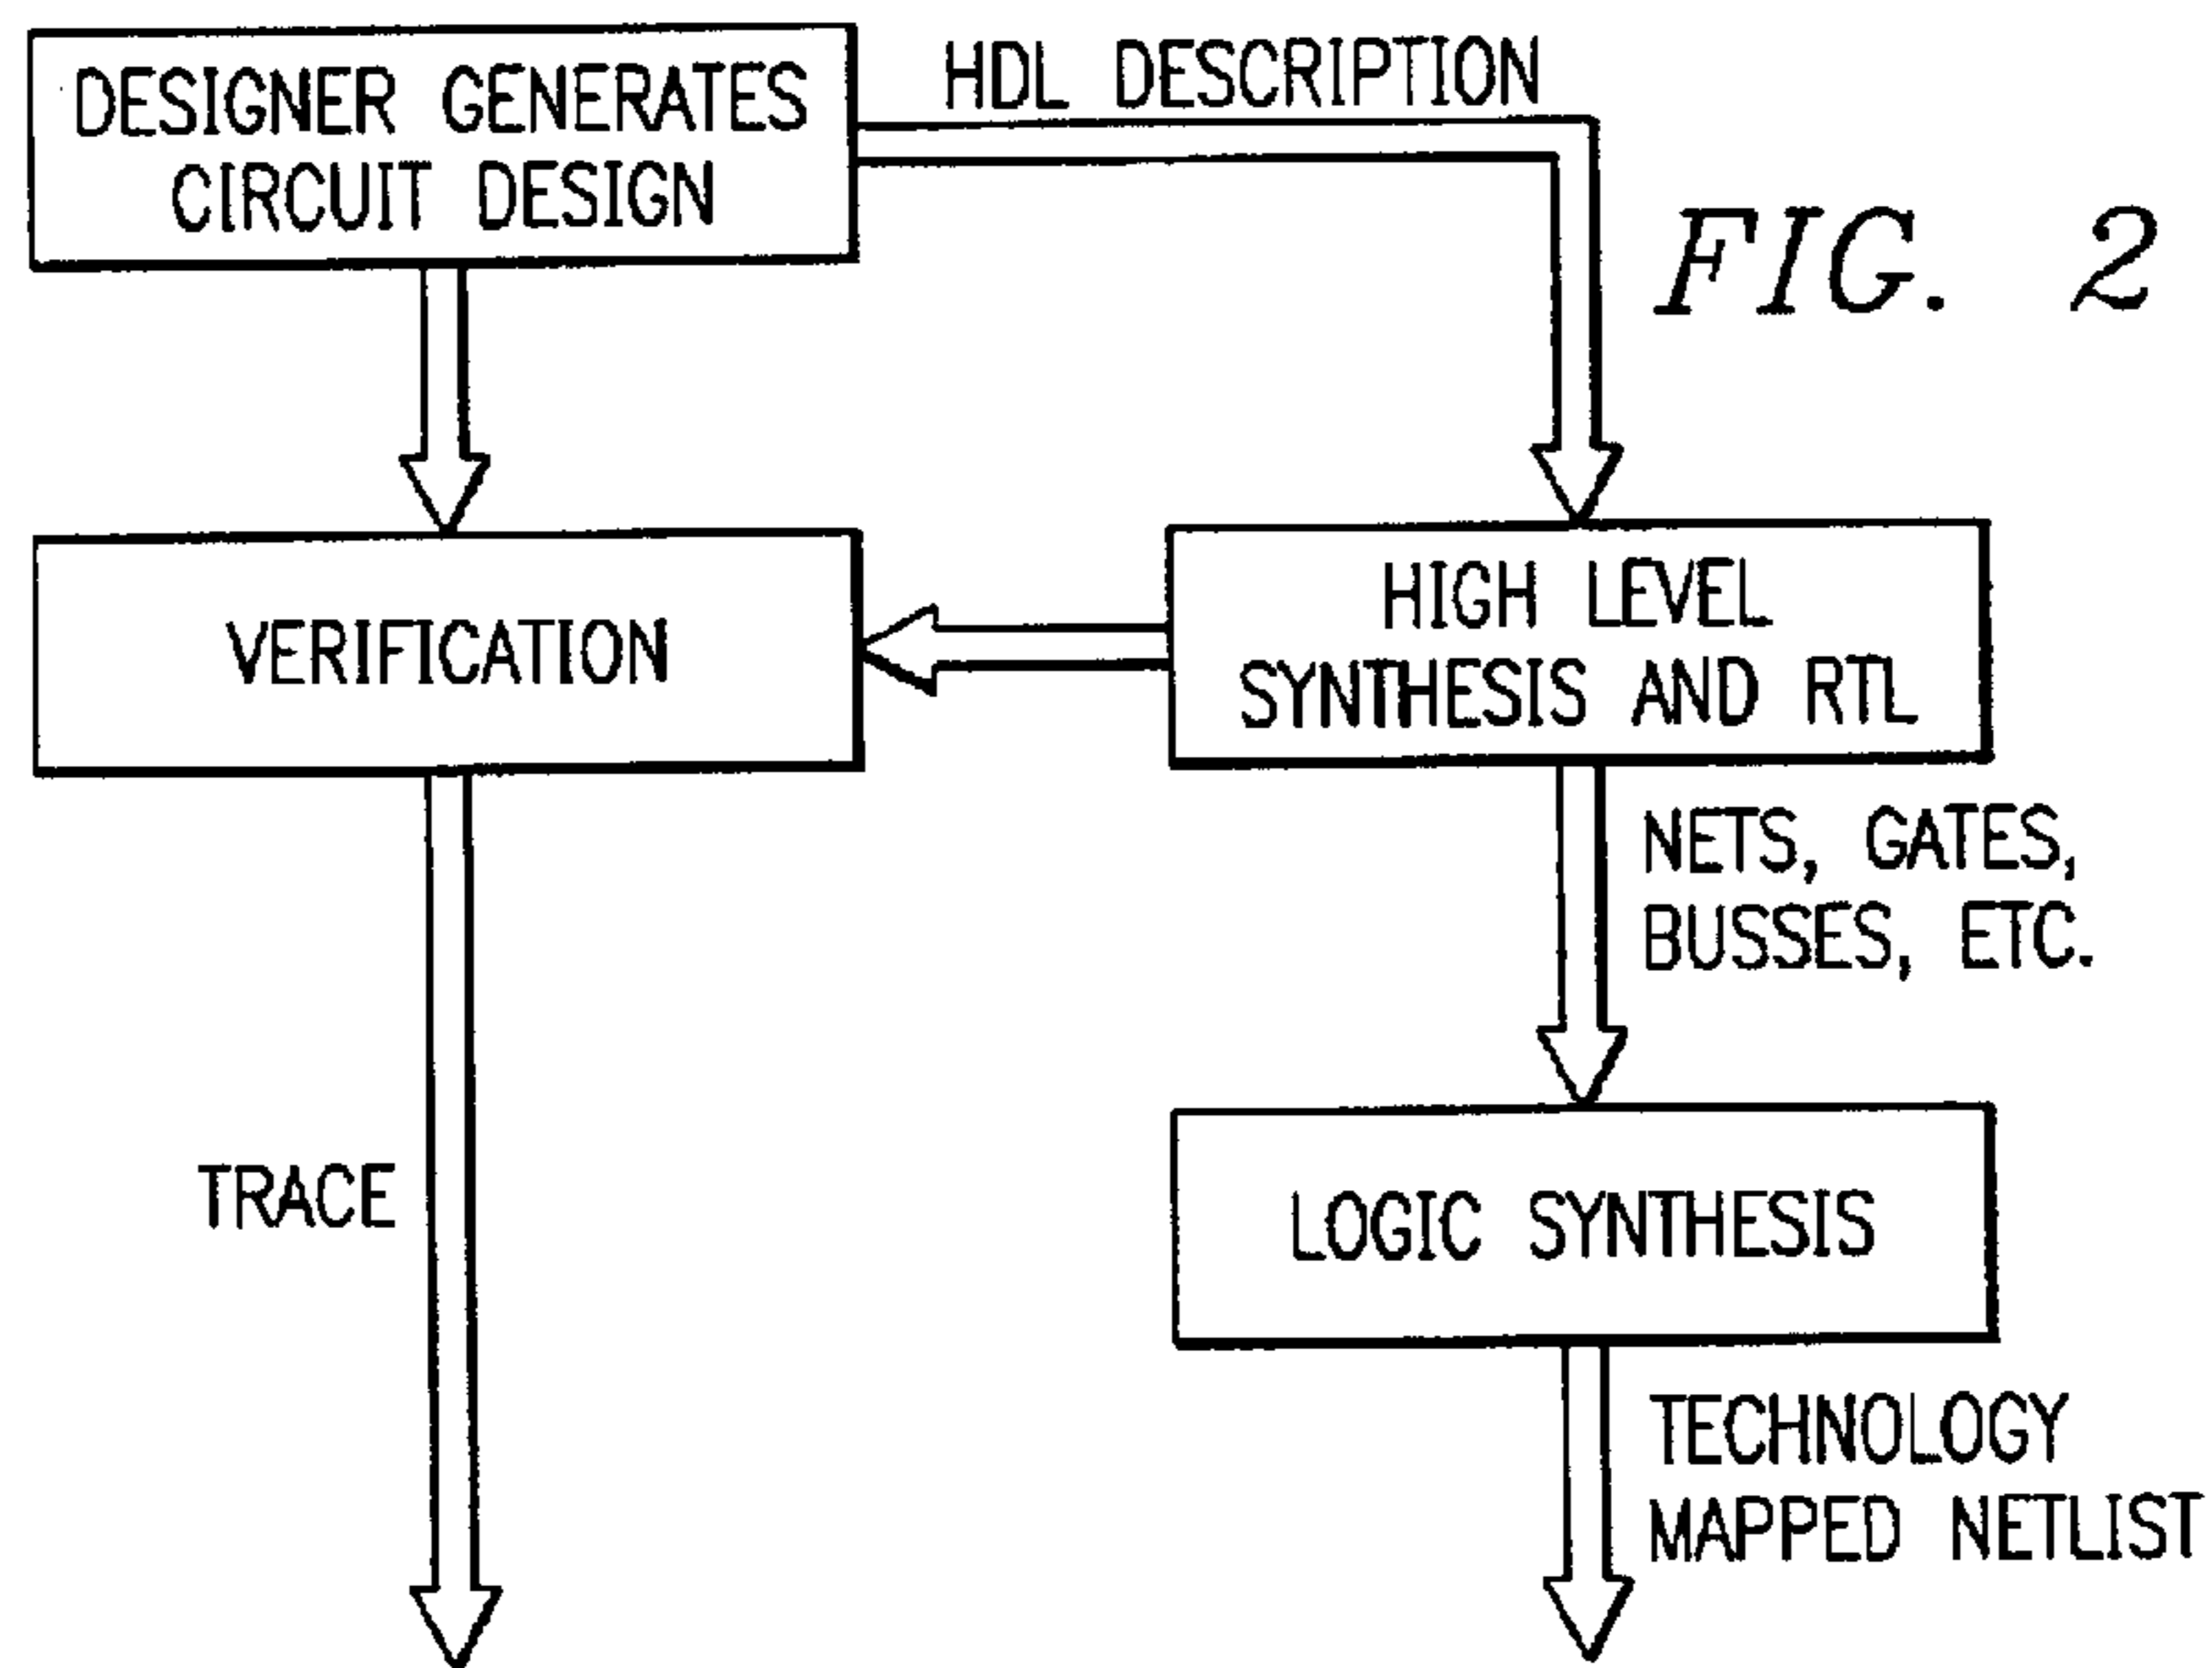 DESIGNER GENERATES
CIRCUIT DESIGN
HDL DESCRIPTION
FIG. 2
VERIFICATION
HIGH LEVEL
SYNTHESIS AND RTL
NETS, GATES,
BUSSES, ETC.
TRACE
LOGIC SYNTHESIS
TECHNOLOGY
MAPPED NETLIST